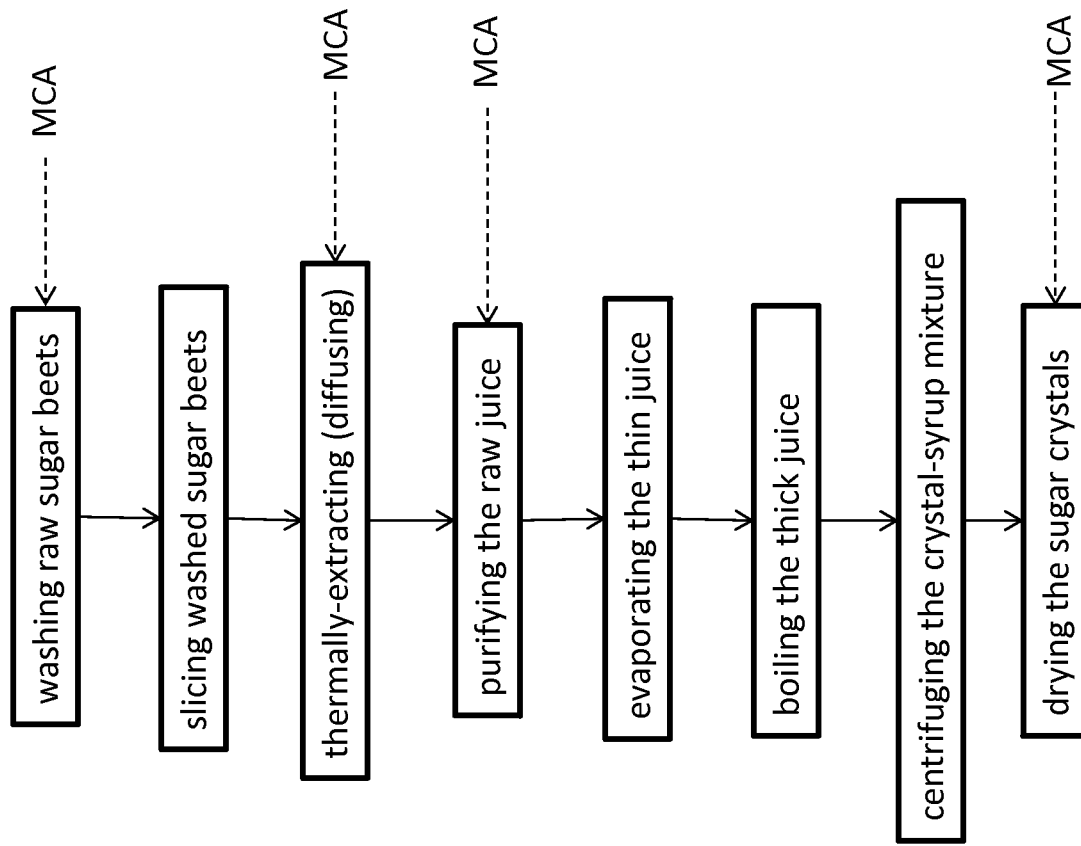 washing raw sugar beets
MCA
slicing washed sugar beets
thermally-extracting (diffusing)
MCA
purifying the raw juice
MCA
evaporating the thin juice
boiling the thick juice
centrifuging the crystal-syrup mixture
drying the sugar crystals
MCA